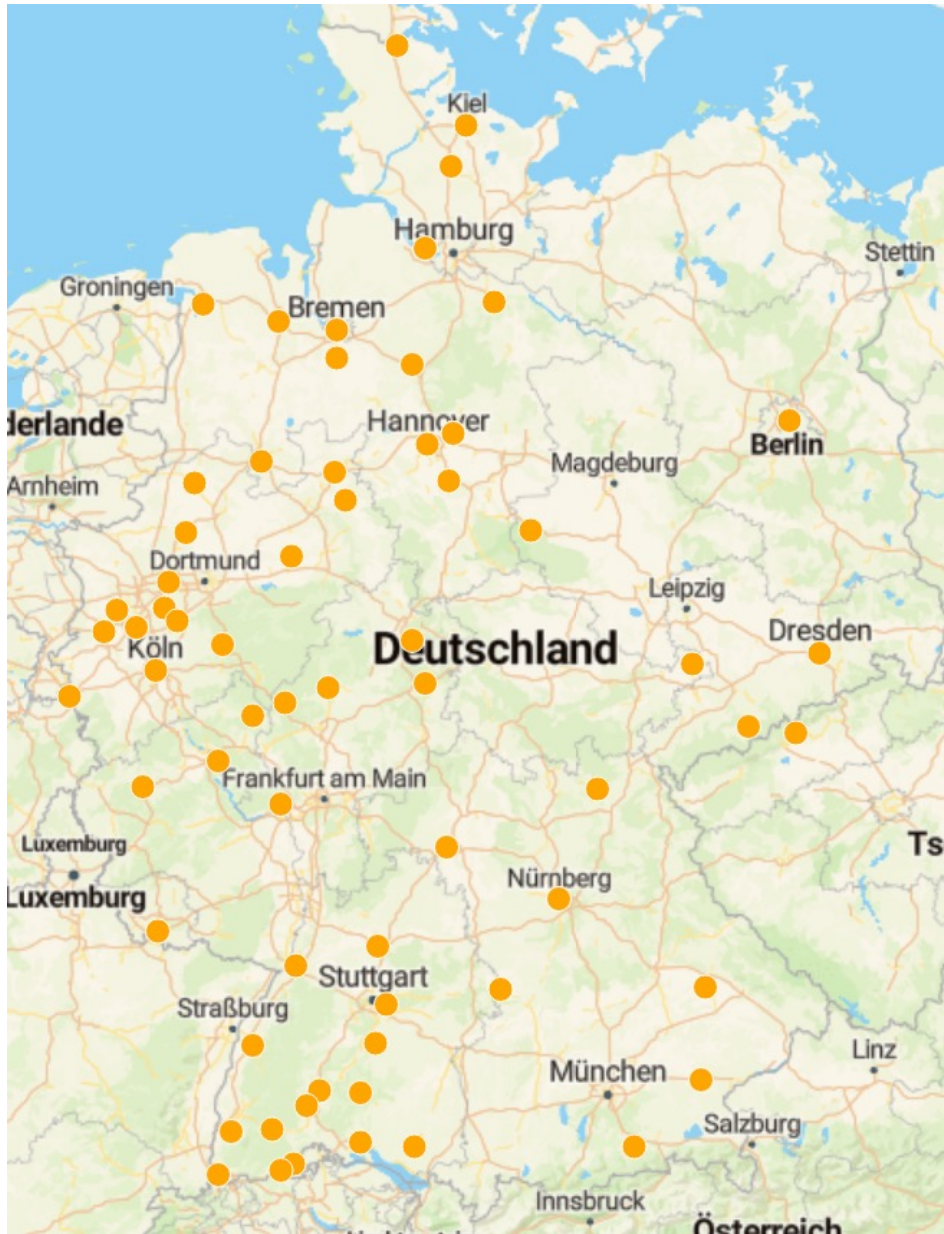 Kiel
Hamburg
Stettin
Groningen
Bremen
derlande
Hannover
Berlin
Magdeburg
Arnheim
Dortmund
Leipzig
Köln
Deutschland
Dresden
Frankfurt am Main
Luxemburg
Ts
Luxemburg
Nürnberg
Stuttgart
Straßburg
Linz
München
Salzburg
Innsbruck
Österreich